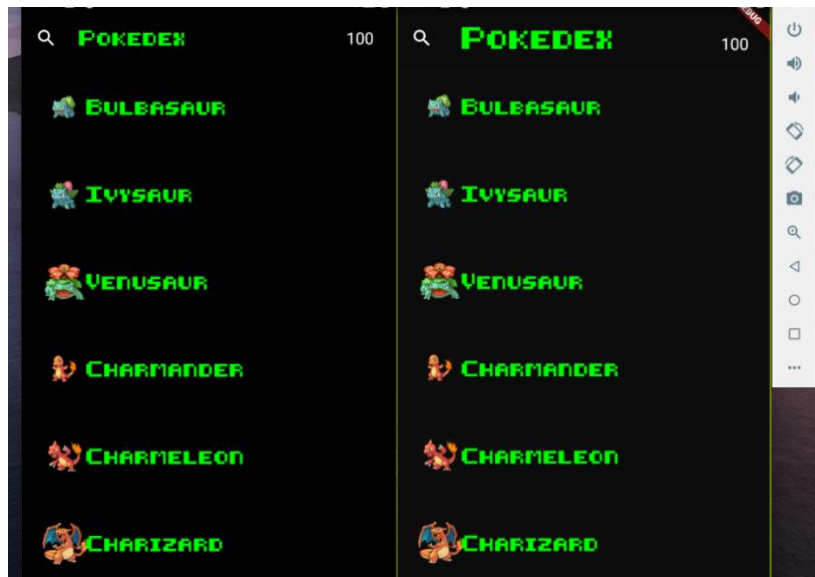 POKEDEX 100
BULBASAUR
IVYSAUR
VENUSAUR
CHARMANDER
CHARMELEON
CHARIZARD
POKEDEX 100
BULBASAUR
IVYSAUR
VENUSAUR
CHARMANDER
CHARMELEON
CHARIZARD